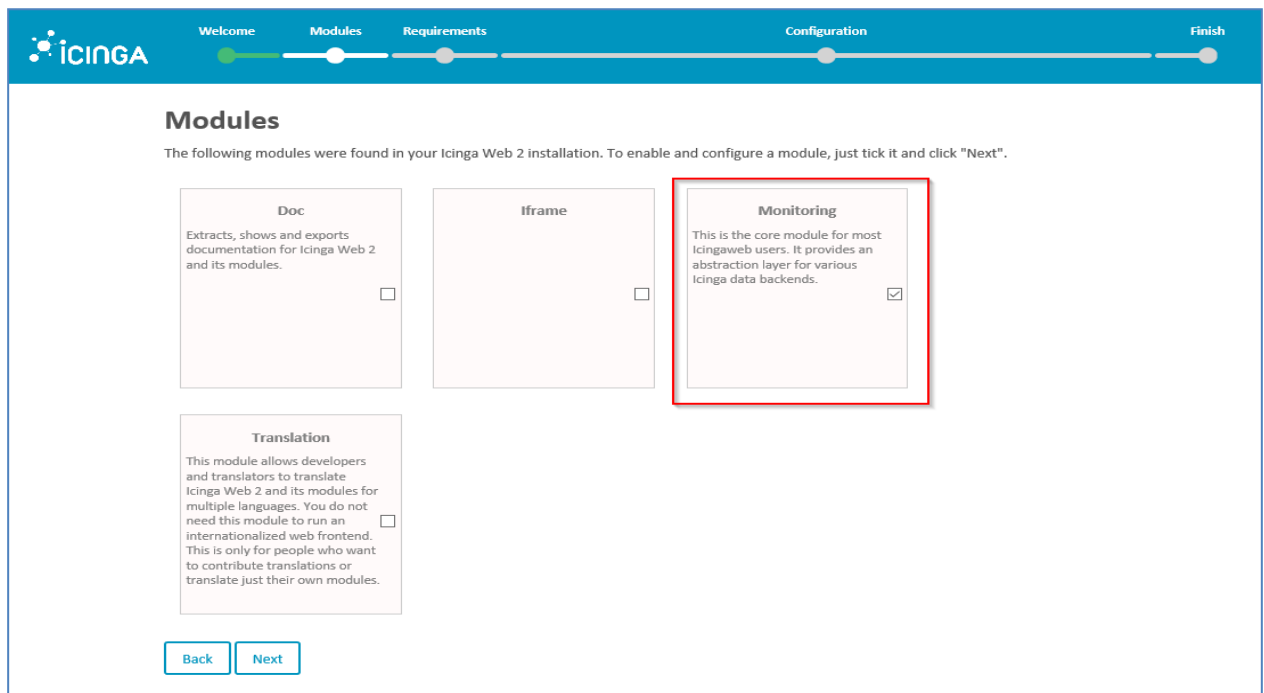 Welcome Modules Requirements Configuration Finish
ICINGA
Modules
The following modules were found in your Icinga Web 2 installation. To enable and configure a module, just tick it and click "Next".
Doc
Extracts, shows and exports
documentation for Icinga Web 2
and its modules.
Iframe
Monitoring
This is the core module for most
Icingaweb users. It provides an
abstraction layer for various
Icinga data backends.
Translation
This module allows developers
and translators to translate
Icinga Web 2 and its modules for
multiple languages. You do not
need this module to run an
internationalized web frontend.
This is only for people who want
to contribute translations or
translate just their own modules.
Back Next